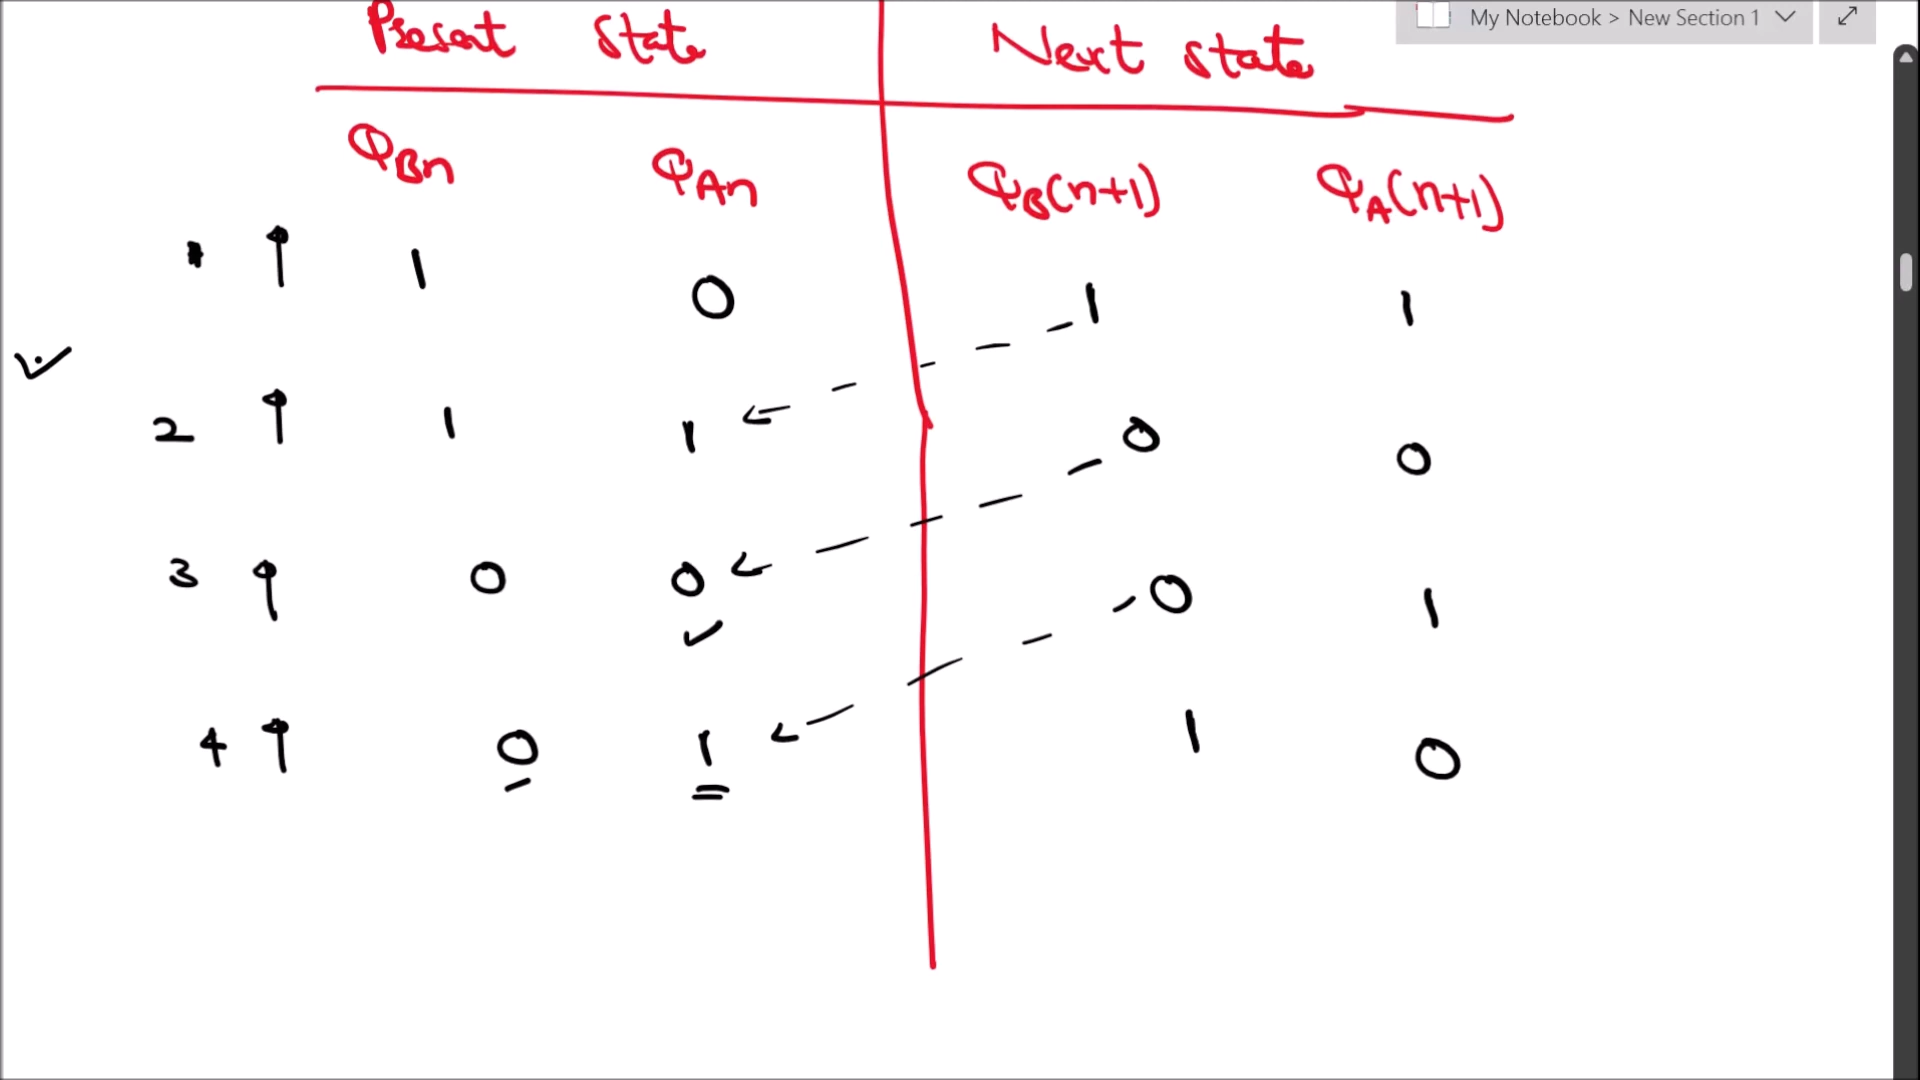 My Notebook > New Section 1
Present State Next state
QBn QAn QB(n+1) QA(n+1)
1 ↑ 1 0 1 1
2 ↑ 1 1 0 0
3 ↑ 0 0 0 1
4 ↑ 0 1 1 0